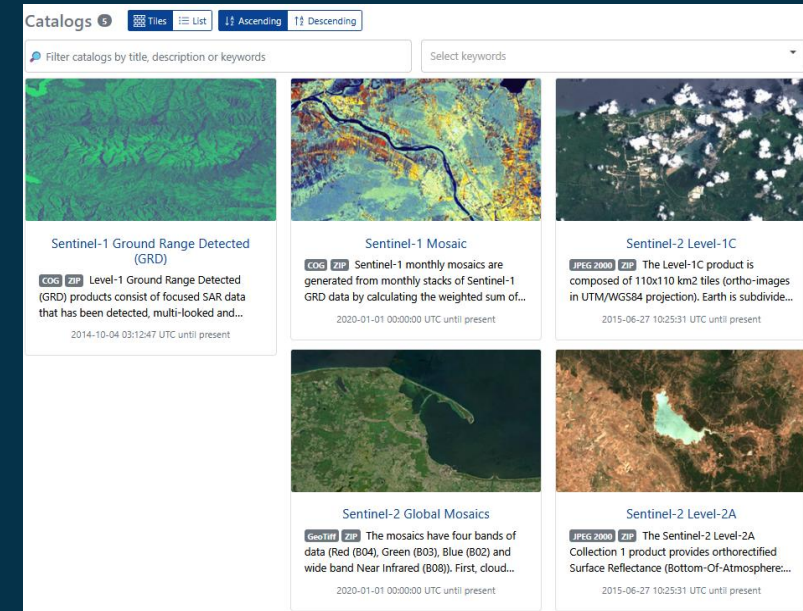 Catalogs 5 Tiles List Ascending Descending
Filter catalogs by title, description or keywords
Select keywords
Sentinel-1 Ground Range Detected
(GRD)
COG ZIP Level-1 Ground Range Detected
(GRD) products consist of focused SAR data
that has been detected, multi-looked and...
2014-10-04 03:12:47 UTC until present
Sentinel-1 Mosaic
COG ZIP Sentinel-1 monthly mosaics are
generated from monthly stacks of Sentinel-1
GRD data by calculating the weighted sum of...
2020-01-01 00:00:00 UTC until present
Sentinel-2 Level-1C
JPEG 2000 ZIP The Level-1C product is
composed of 110x110 km2 tiles (ortho-images
in UTM/WGS84 projection). Earth is subdivide...
2015-06-27 10:25:31 UTC until present
Sentinel-2 Global Mosaics
GeoTiff ZIP The mosaics have four bands of
data (Red (B04), Green (B03), Blue (B02) and
wide band Near Infrared (B08)). First, cloud...
2020-01-01 00:00:00 UTC until present
Sentinel-2 Level-2A
JPEG 2000 ZIP The Sentinel-2 Level-2A
Collection 1 product provides orthorectified
Surface Reflectance (Bottom-Of-Atmosphere:...
2015-06-27 10:25:31 UTC until present